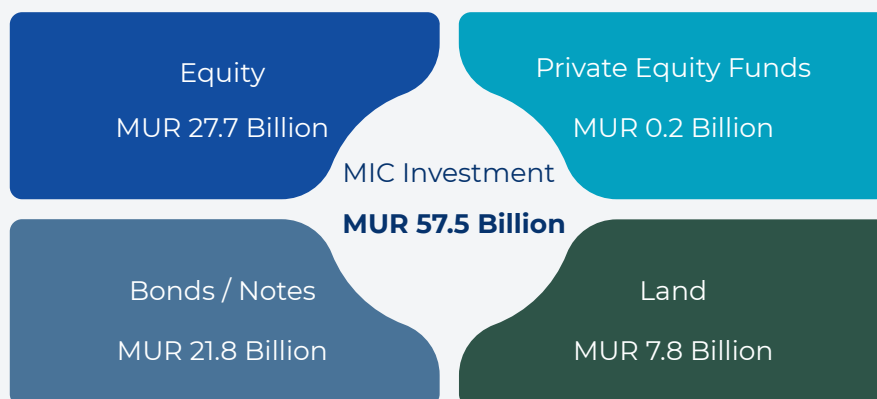 Equity
MUR 27.7 Billion
Private Equity Funds
MUR 0.2 Billion
MIC Investment
MUR 57.5 Billion
Bonds / Notes
MUR 21.8 Billion
Land
MUR 7.8 Billion